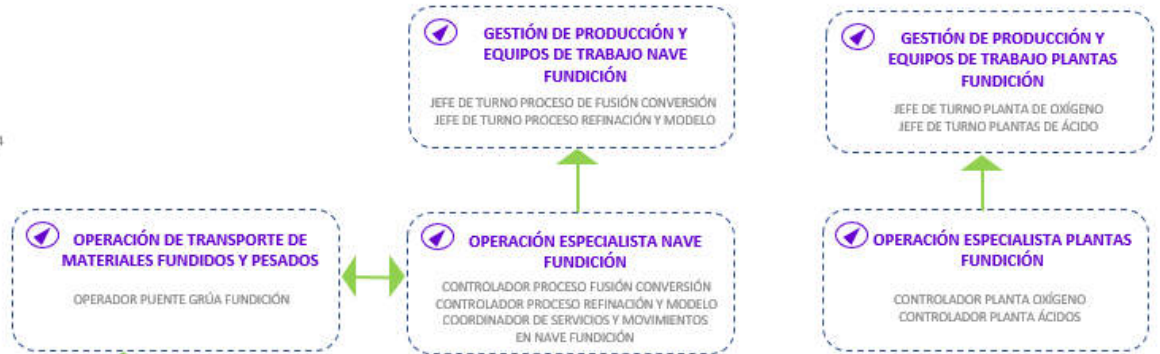 GESTIÓN DE PRODUCCIÓN Y
EQUIPOS DE TRABAJO NAVE
FUNDICIÓN
JEFE DE TURNO PROCESO DE FUSIÓN CONVERSIÓN
JEFE DE TURNO PROCESO REFINACIÓN Y MODELO
GESTIÓN DE PRODUCCIÓN Y
EQUIPOS DE TRABAJO PLANTAS
FUNDICIÓN
JEFE DE TURNO PLANTA DE OXÍGENO
JEFE DE TURNO PLANTAS DE ÁCIDO
4
OPERACIÓN DE TRANSPORTE DE
MATERIALES FUNDIDOS Y PESADOS
OPERADOR PUENTE GRÚA FUNDICIÓN
OPERACIÓN ESPECIALISTA NAVE
FUNDICIÓN
CONTROLADOR PROCESO FUSIÓN CONVERSIÓN
CONTROLADOR PROCESO REFINACIÓN Y MODELO
COORDINADOR DE SERVICIOS Y MOVIMIENTOS
EN NAVE FUNDICIÓN
OPERACIÓN ESPECIALISTA PLANTAS
FUNDICIÓN
CONTROLADOR PLANTA OXÍGENO
CONTROLADOR PLANTA ÁCIDOS